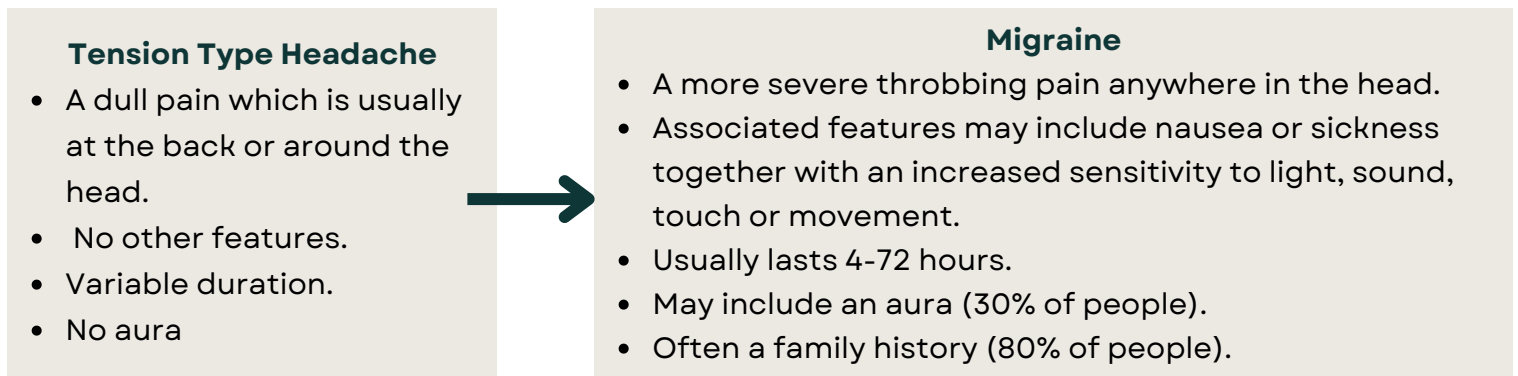 Tension Type Headache
• A dull pain which is usually
at the back or around the
head.
• No other features.
• Variable duration.
• No aura
Migraine
• A more severe throbbing pain anywhere in the head.
• Associated features may include nausea or sickness
together with an increased sensitivity to light, sound,
touch or movement.
• Usually lasts 4-72 hours.
• May include an aura (30% of people).
• Often a family history (80% of people).